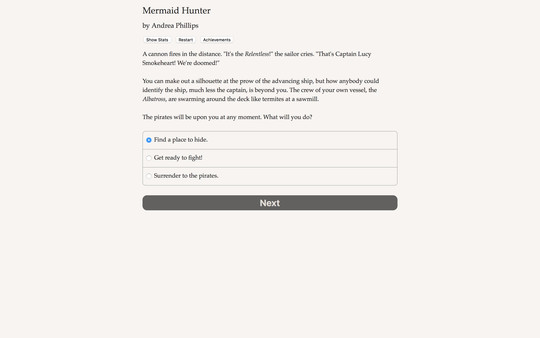 Mermaid Hunter
by Andrea Phillips
Show Stats Restart Achievements
A cannon fires in the distance. "It's the Relentless!" the sailor cries. "That's Captain Lucy
Smokeheart! We're doomed!"
You can make out a silhouette at the prow of the advancing ship, but how anybody could
identify the ship, much less the captain, is beyond you. The crew of your own vessel, the
Albatross, are swarming around the deck like termites at a sawmill.
The pirates will be upon you at any moment. What will you do?
Find a place to hide.
Get ready to fight!
Surrender to the pirates.
Next